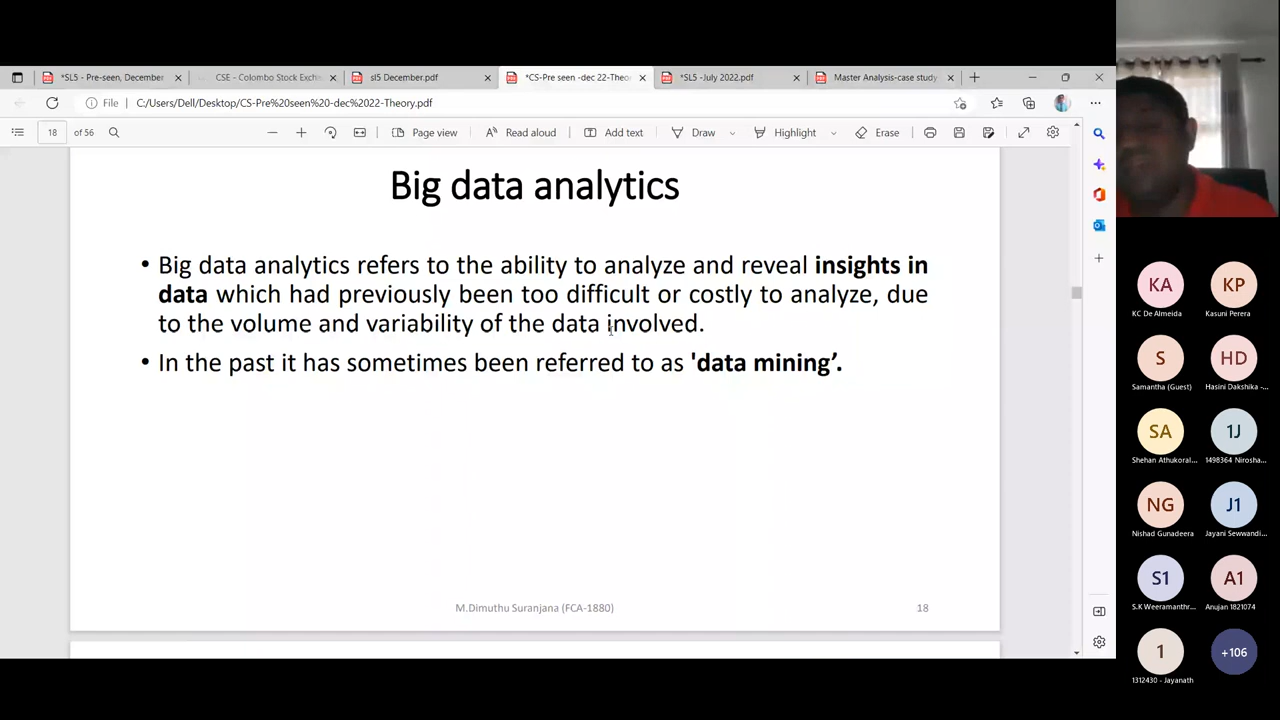 *SL5 - Pre-seen, December
CSE - Colombo Stock Exch
sl5 December.pdf
*CS-Pre seen -dec 22-Theor
*SL5 -July 2022.pdf
Master Analysis-case study
File
C:/Users/Dell/Desktop/CS-Pre%20seen%20-dec%2022-Theory.pdf
18 of 56
Page view
Read aloud
Add text
Draw
Highlight
Erase
Big data analytics
• Big data analytics refers to the ability to analyze and reveal insights in
data which had previously been too difficult or costly to analyze, due
to the volume and variability of the data involved.
• In the past it has sometimes been referred to as 'data mining’.
M.Dimuthu Suranjana (FCA-1880)
18
KA
KP
KC De Almeida
Kasuni Perera
S
HD
Samantha (Guest)
Hasini Dakshika -...
SA
1J
Shehan Athukoral...
1498364 Nirosha...
NG
J1
Nishad Gunadeera
Jayani Sewwandi...
S1
A1
S.K Weeramanthr...
Anujan 1821074
1
+106
1312430 - Jayanath